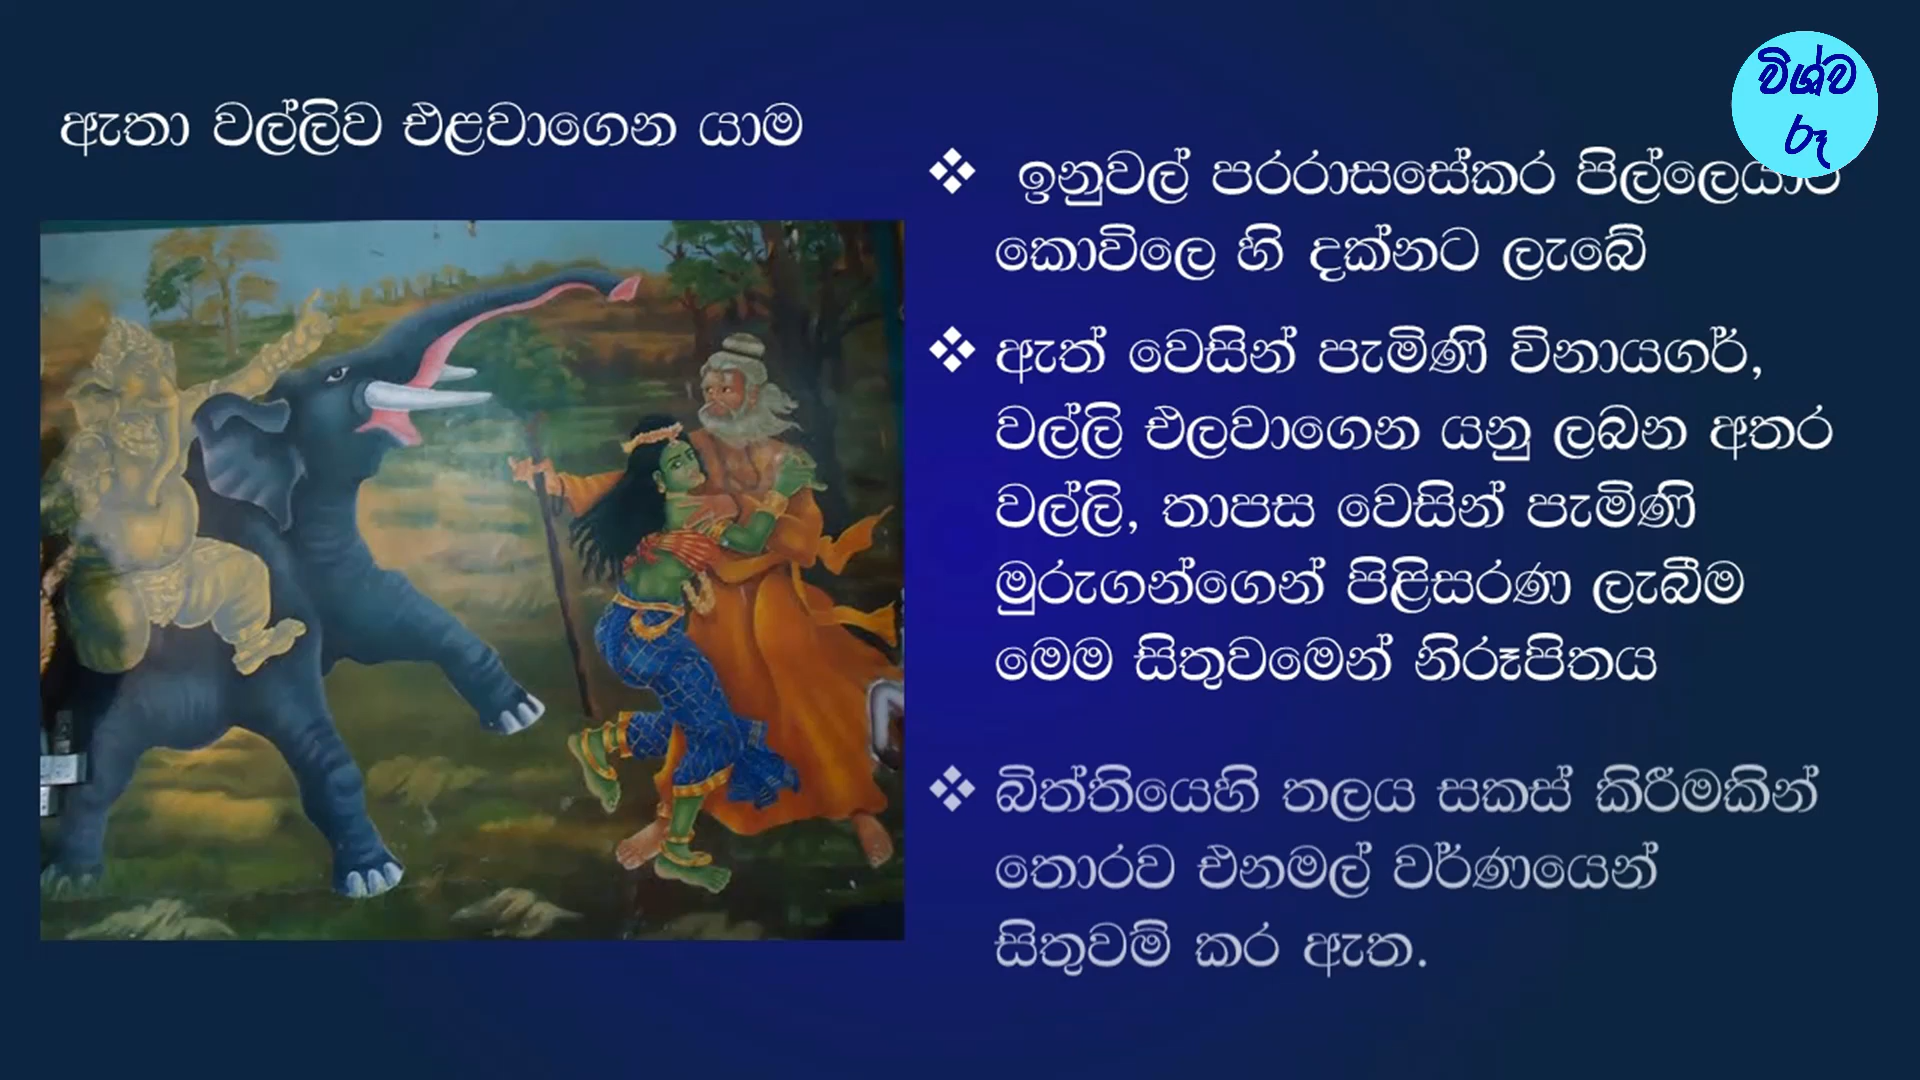 ඇතා වල්ලිව එළවාගෙන යාම
විශ්ව
රූ
ඉනුවල් පරරාසසේකර පිල්ලෙයාර්
කොවිලෙ හි දක්නට ලැබේ
ඇත් වෙසින් පැමිණි විනායගර්,
වල්ලි එලවාගෙන යනු ලබන අතර
වල්ලි, තාපස වෙසින් පැමිණි
මුරුගන්ගෙන් පිළිසරණ ලැබීම
මෙම සිතුවමෙන් නිරූපිතය
බිත්තියෙහි තලය සකස් කිරීමකින්
තොරව එනමල් වර්ණයෙන්
සිතුවම් කර ඇත.